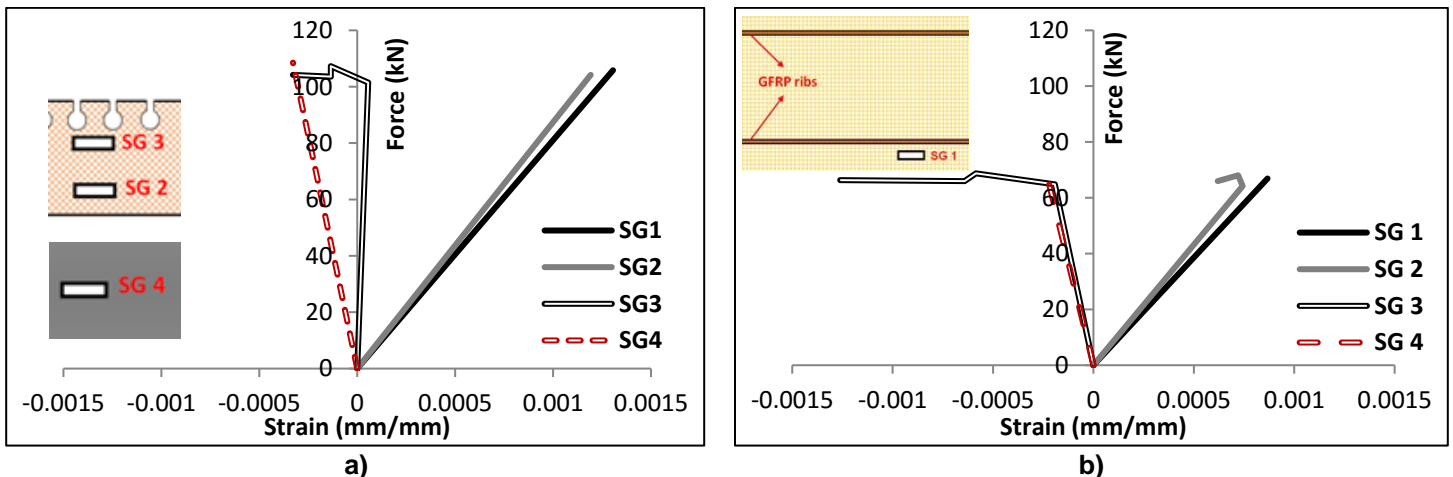 120
100
80
60
40
20
0
Force (kN)
-0.0015
-0.001
-0.0005
0
0.0005
0.001
0.0015
Strain (mm/mm)
SG 3
SG 2
SG 4
SG1
SG2
SG3
SG4
a)
120
100
80
60
40
20
0
Force (kN)
-0.0015
-0.001
-0.0005
0
0.0005
0.001
0.0015
Strain (mm/mm)
GFRP ribs
SG 1
SG 1
SG 2
SG 3
SG 4
b)